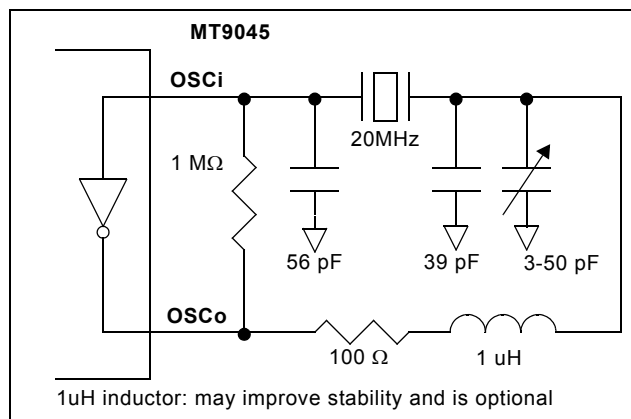 MT9045
OSCi
20MHz
1 MΩ
56 pF
39 pF
3-50 pF
OSCo
100 Ω
1 uH
1uH inductor: may improve stability and is optional